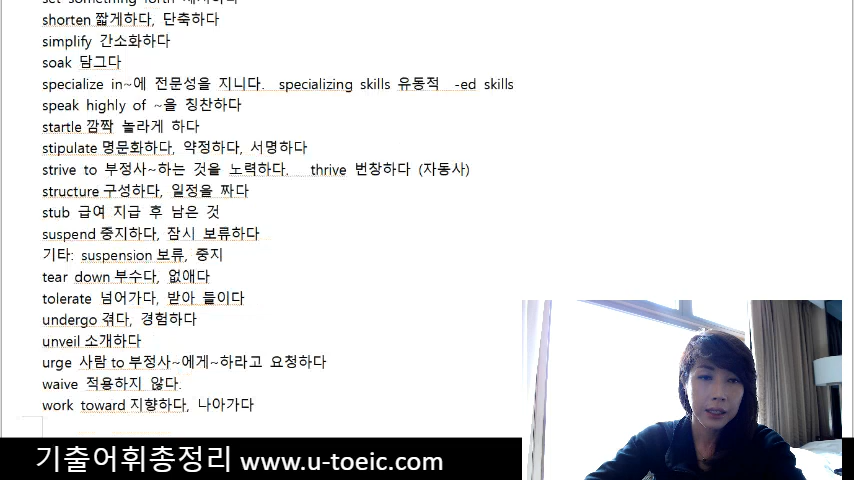 shorten 짧게하다, 단축하다
simplify 간소화하다
soak 담그다
specialize in~에 전문성을 지니다. specializing skills 유동적 -ed skills
speak highly of ~을 칭찬하다
startle 깜짝 놀라게 하다
stipulate 명문화하다, 약정하다, 서명하다
strive to 부정사~하는 것을 노력하다. thrive 번창하다 (자동사)
structure 구성하다, 일정을 짜다
stub 급여 지급 후 남은 것
suspend 중지하다, 잠시 보류하다
기타: suspension 보류, 중지
tear down 부수다, 없애다
tolerate 넘어가다, 받아 들이다
undergo 겪다, 경험하다
unveil 소개하다
urge 사람 to 부정사~에게~하라고 요청하다
waive 적용하지 않다.
work toward 지향하다, 나아가다
기출어휘총정리 www.u-toeic.com